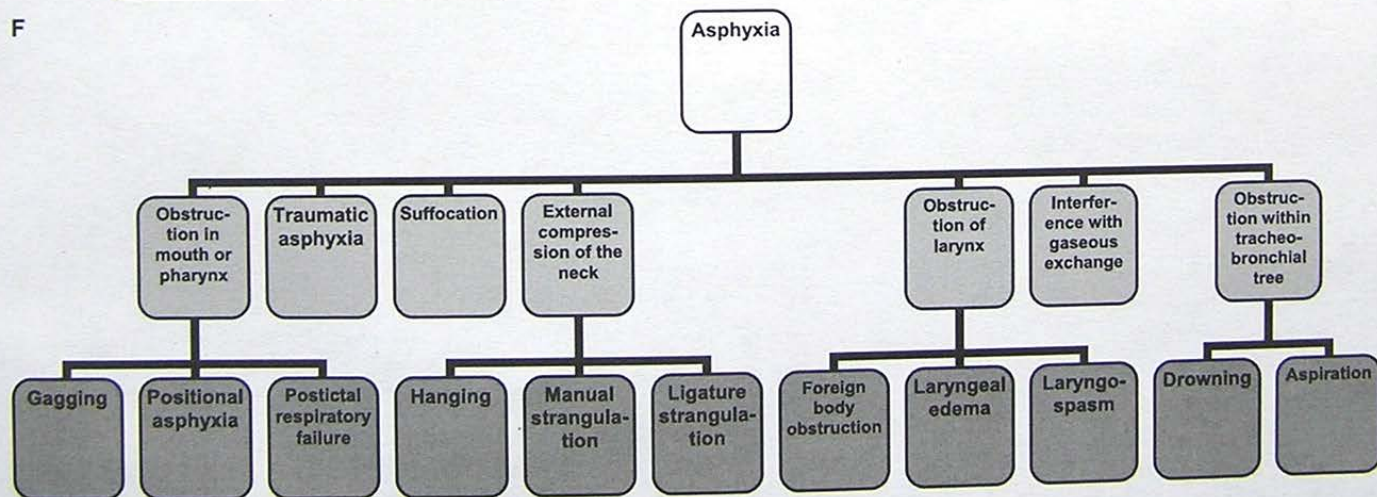 F
Asphyxia
Obstruc-
tion in
mouth or
pharynx
Traumatic
asphyxia
Suffocation
External
compres-
sion of the
neck
Obstruc-
tion of
larynx
Interfer-
ence with
gaseous
exchange
Obstruc-
tion within
tracheo-
bronchial
tree
Gagging
Positional
asphyxia
Postictal
respiratory
failure
Hanging
Manual
strangula-
tion
Ligature
strangula-
tion
Foreign
body
obstruction
Laryngeal
edema
Laryngo-
spasm
Drowning
Aspiration